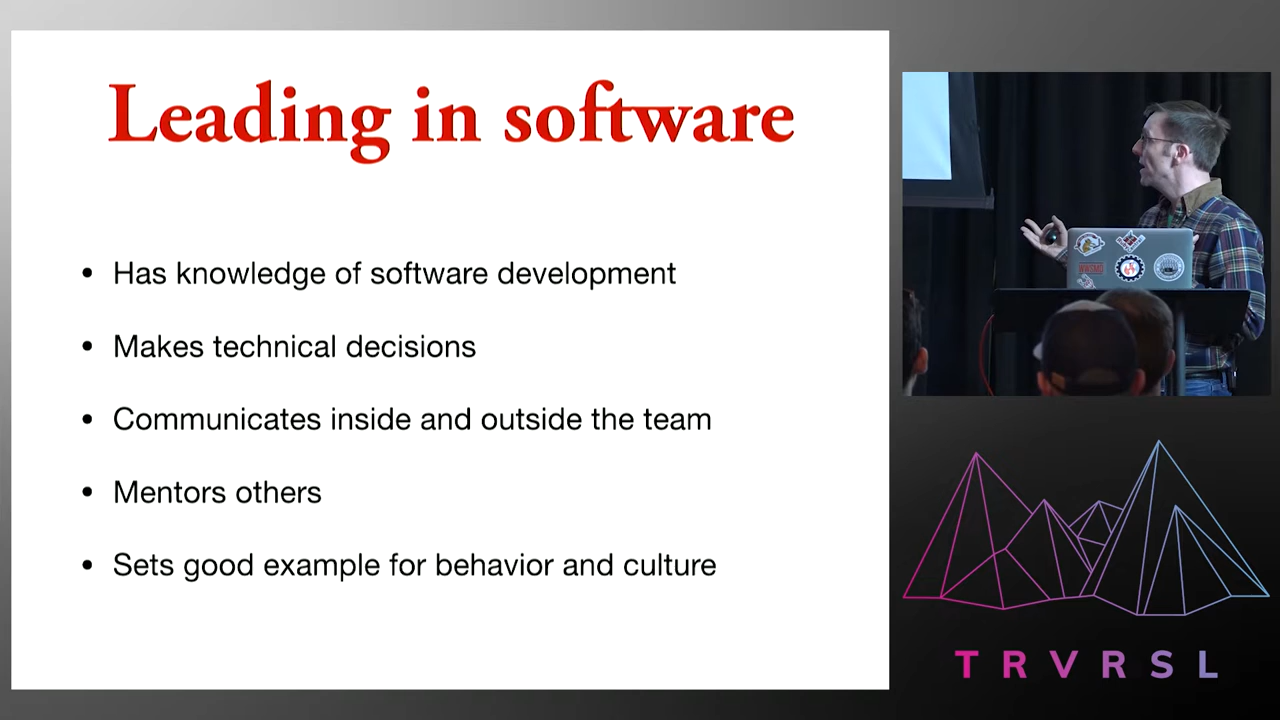 Leading in software
• Has knowledge of software development
• Makes technical decisions
• Communicates inside and outside the team
• Mentors others
• Sets good example for behavior and culture
TRVRSL